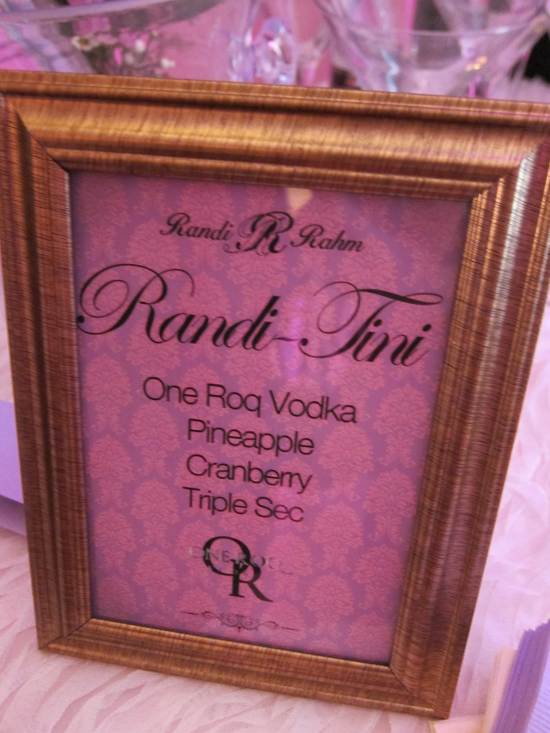 Randi R Rahm
Randi-Tini
One Roq Vodka
Pineapple
Cranberry
Triple Sec
OR